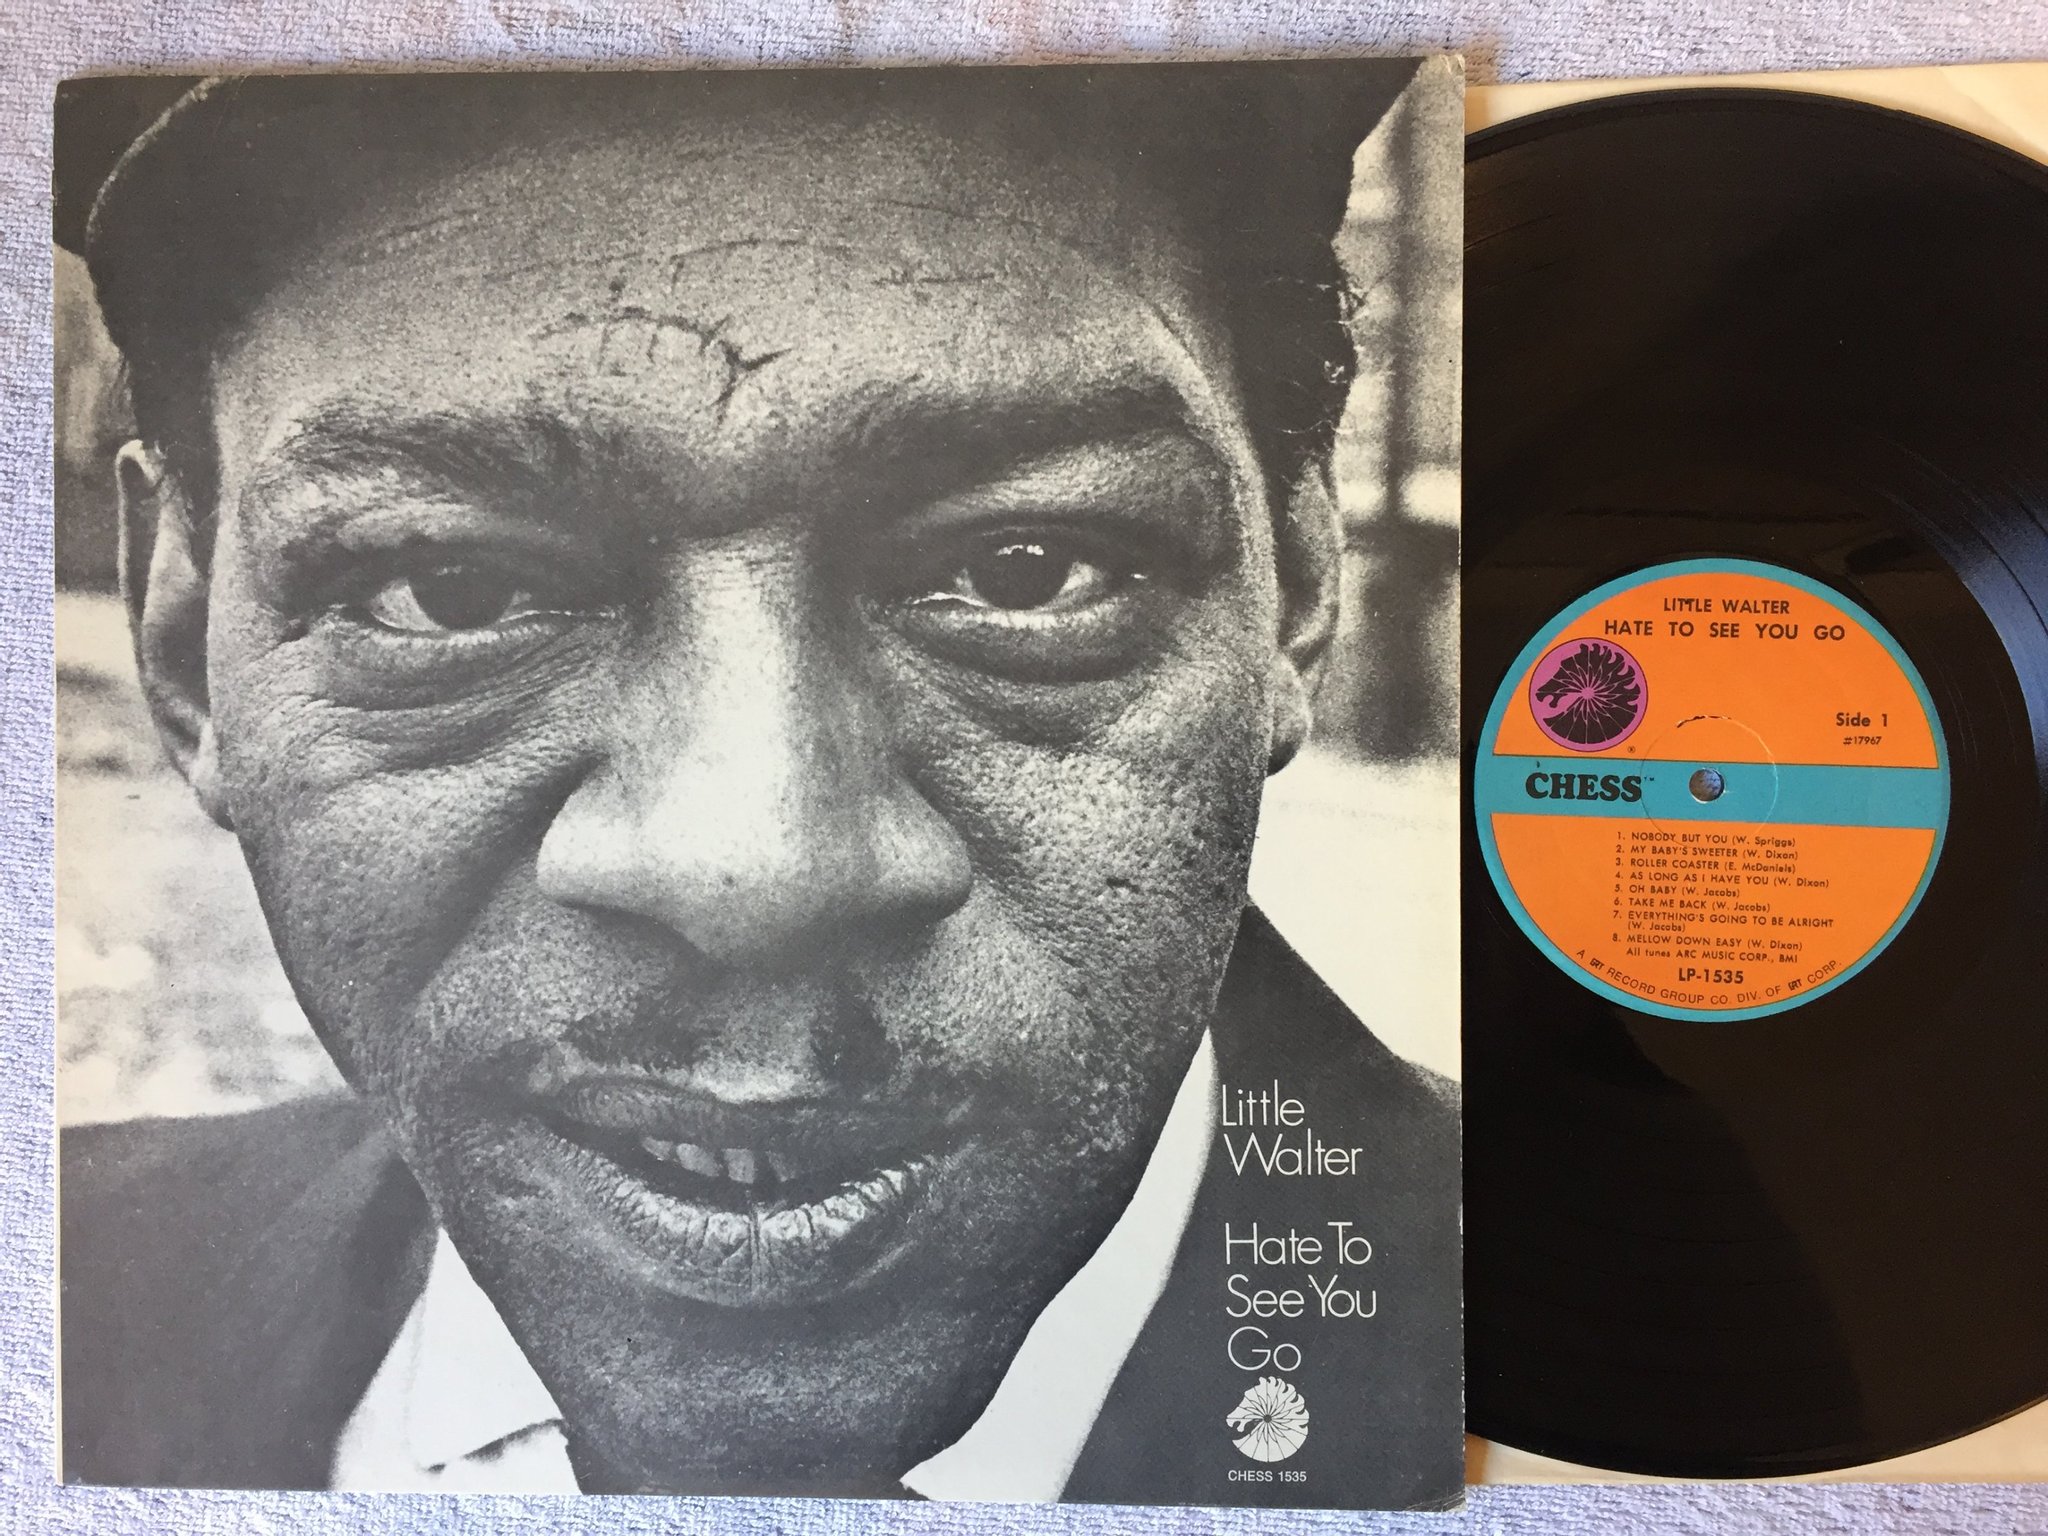 Little
Walter
Hate To
See You
Go
CHESS 1535
LITTLE WALTER
HATE TO SEE YOU GO
®
Side 1
#17967
CHESS™
1. NOBODY BUT YOU (W. Spriggs)
2. MY BABY'S SWEETER (W. Dixon)
3. ROLLER COASTER (E. McDaniels)
4. AS LONG AS I HAVE YOU (W. Dixon)
5. OH BABY (W. Jacobs)
6. TAKE ME BACK (W. Jacobs)
7. EVERYTHING'S GOING TO BE ALRIGHT
(W. Jacobs)
8. MELLOW DOWN EASY (W. Dixon)
All tunes ARC MUSIC CORP., BMI
LP-1535
A GRT RECORD GROUP CO. DIV. OF GRT CORP.